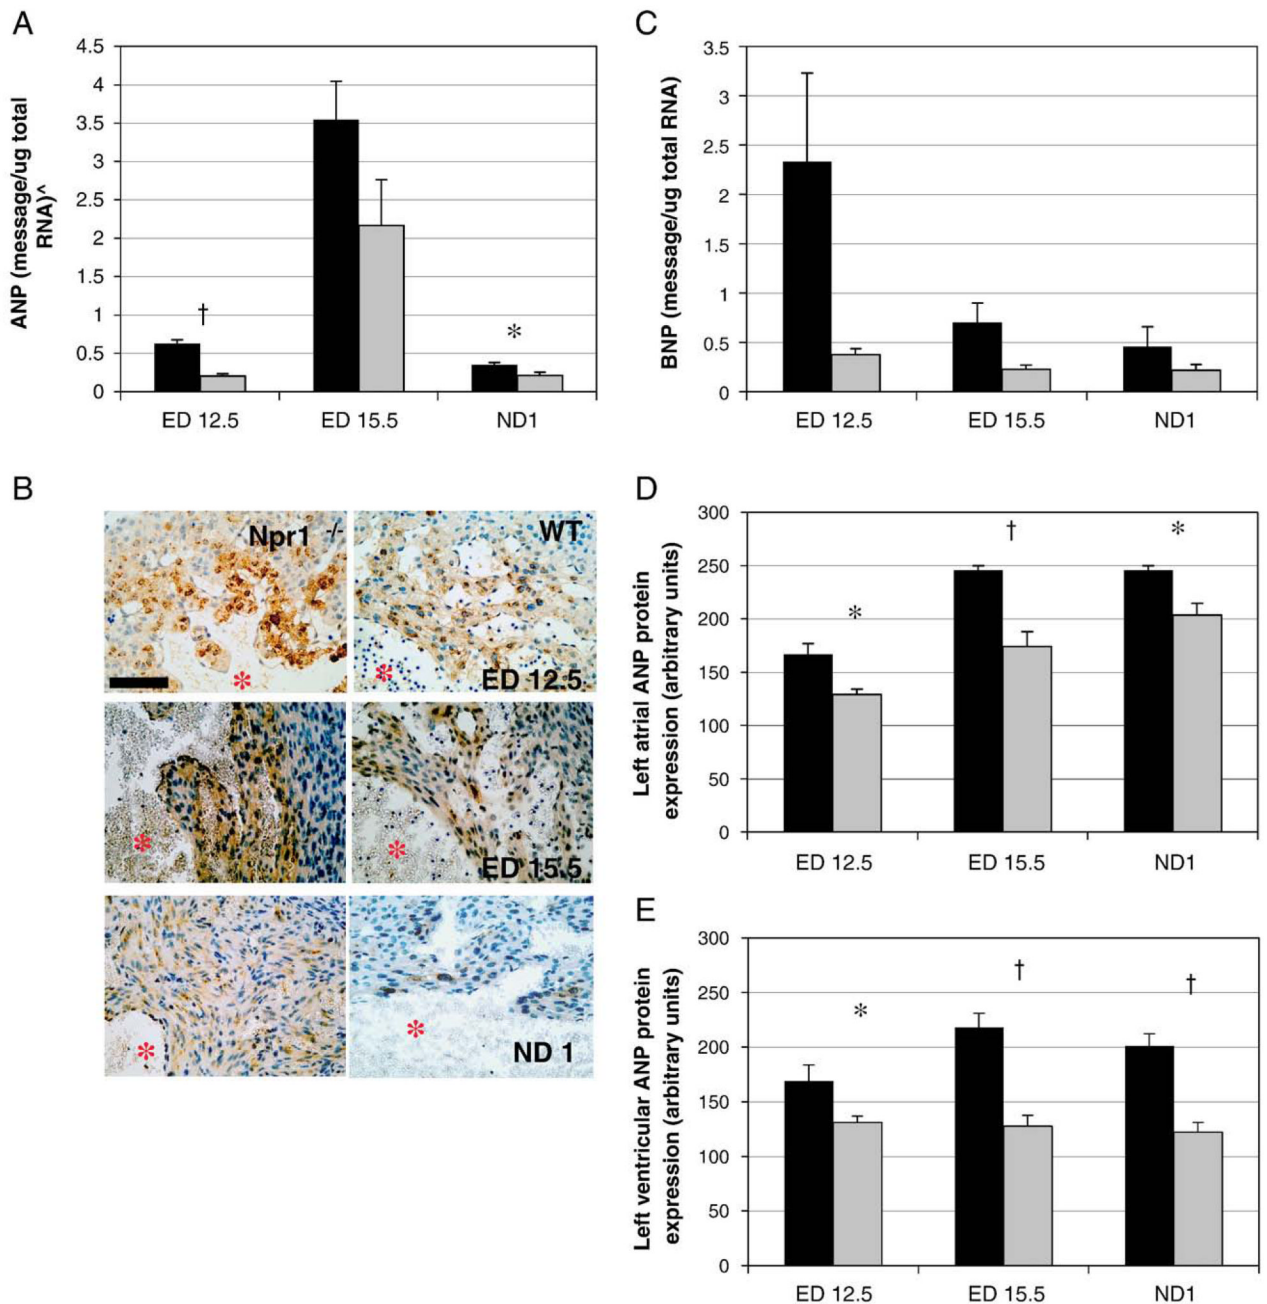 A
ANP (message/ug total
RNA)^
4.5
4
3.5
3
2.5
2
1.5
1
0.5
0
†
*
ED 12.5
ED 15.5
ND1
C
BNP (message/ug total RNA)
3.5
3
2.5
2
1.5
1
0.5
0
ED 12.5
ED 15.5
ND1
B
Npr1 -/-
WT
*
*
ED 12.5
*
*
ED 15.5
*
*
ND 1
D
Left atrial ANP protein
expression (arbitrary units)
300
250
200
150
100
50
0
*
†
*
ED 12.5
ED 15.5
ND1
E
Left ventricular ANP protein
expression (arbitrary units)
300
250
200
150
100
50
0
*
†
†
ED 12.5
ED 15.5
ND1